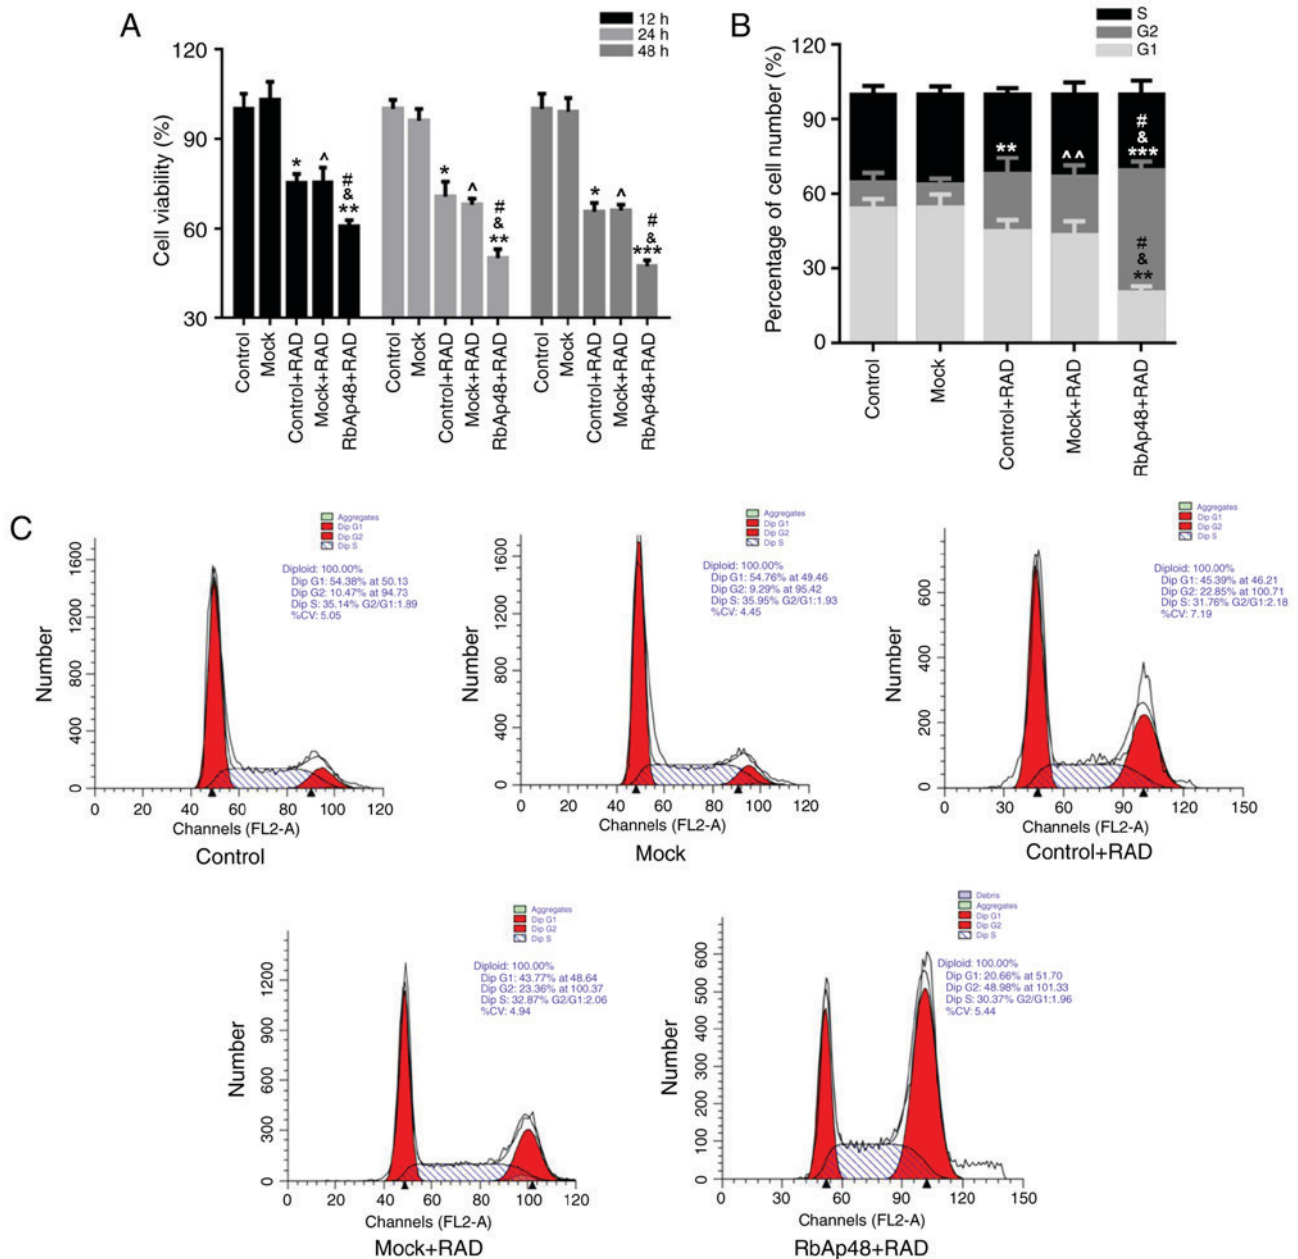 A
12 h
24 h
48 h
Cell viability (%)
120
90
60
30
*
^
#
&
**
*
^
#
&
**
*
^
#
&
***
Control
Mock
Control+RAD
Mock+RAD
RbAp48+RAD
Control
Mock
Control+RAD
Mock+RAD
RbAp48+RAD
Control
Mock
Control+RAD
Mock+RAD
RbAp48+RAD
B
S
G2
G1
Percentage of cell number (%)
120
90
60
30
0
**
^^
#
&
***
#
&
**
Control
Mock
Control+RAD
Mock+RAD
RbAp48+RAD
C
Aggregates
Dip G1
Dip G2
Dip S
Diploid: 100.00%
Dip G1: 54.38% at 50.13
Dip G2: 10.47% at 94.73
Dip S: 35.14% G2/G1:1.89
%CV: 5.05
Number
1600
1200
800
400
0
0 20 40 60 80 100 120
Channels (FL2-A)
Control
Aggregates
Dip G1
Dip G2
Dip S
Diploid: 100.00%
Dip G1: 54.76% at 49.46
Dip G2: 9.29% at 95.42
Dip S: 35.95% G2/G1:1.93
%CV: 4.45
Number
1600
1200
800
400
0
0 20 40 60 80 100 120
Channels (FL2-A)
Mock
Aggregates
Dip G1
Dip G2
Dip S
Diploid: 100.00%
Dip G1: 45.39% at 46.21
Dip G2: 22.85% at 100.71
Dip S: 31.76% G2/G1:2.18
%CV: 7.19
Number
600
400
200
0
0 30 60 90 120 150
Channels (FL2-A)
Control+RAD
Aggregates
Dip G1
Dip G2
Dip S
Diploid: 100.00%
Dip G1: 43.77% at 48.64
Dip G2: 23.36% at 100.37
Dip S: 32.87% G2/G1:2.06
%CV: 4.94
Number
1200
900
600
300
0
0 20 40 60 80 100 120
Channels (FL2-A)
Mock+RAD
Debris
Aggregates
Dip G1
Dip G2
Dip S
Diploid: 100.00%
Dip G1: 20.66% at 51.70
Dip G2: 48.98% at 101.33
Dip S: 30.37% G2/G1:1.96
%CV: 5.44
Number
600
500
400
300
200
100
0
0 30 60 90 120 150
Channels (FL2-A)
RbAp48+RAD